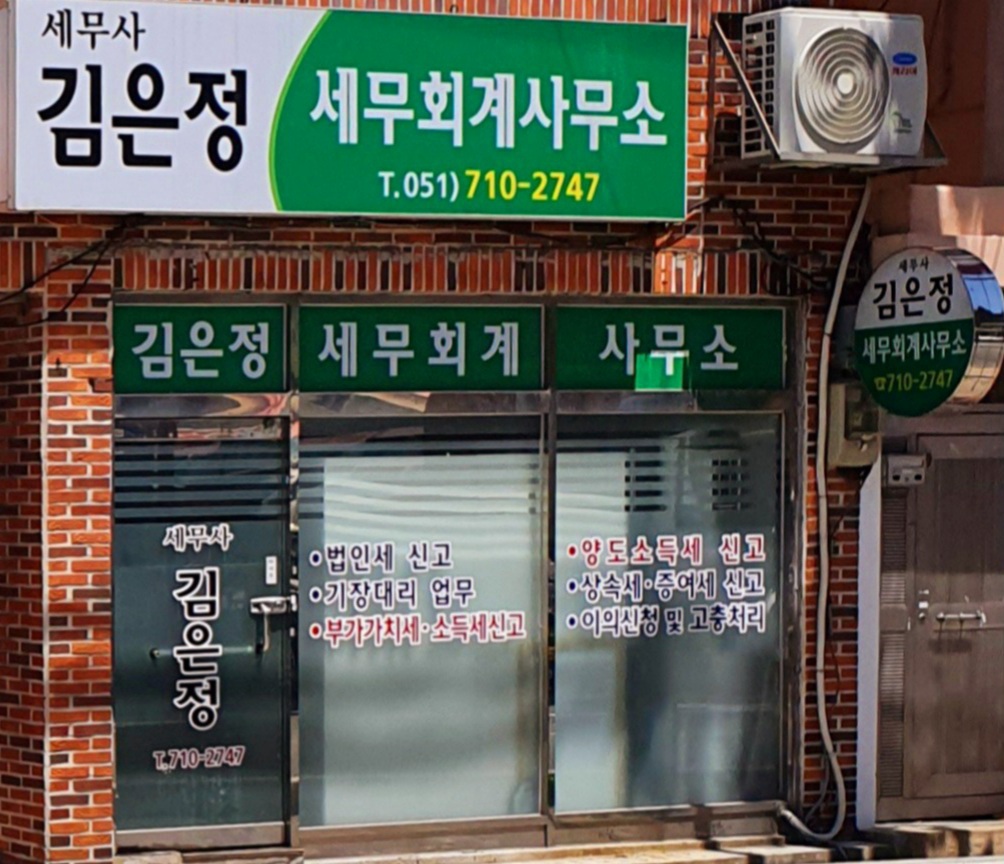 세무사
김은정
세무회계사무소
T.051)710-2747
세무사
김은정
세무회계사무소
☎710-2747
김은정 세무회계 사무소
세무사
김은정
T.710-2747
•법인세 신고
•기장대리 업무
•부가가치세·소득세신고
•양도소득세 신고
•상속세·증여세 신고
•이의신청 및 고충처리